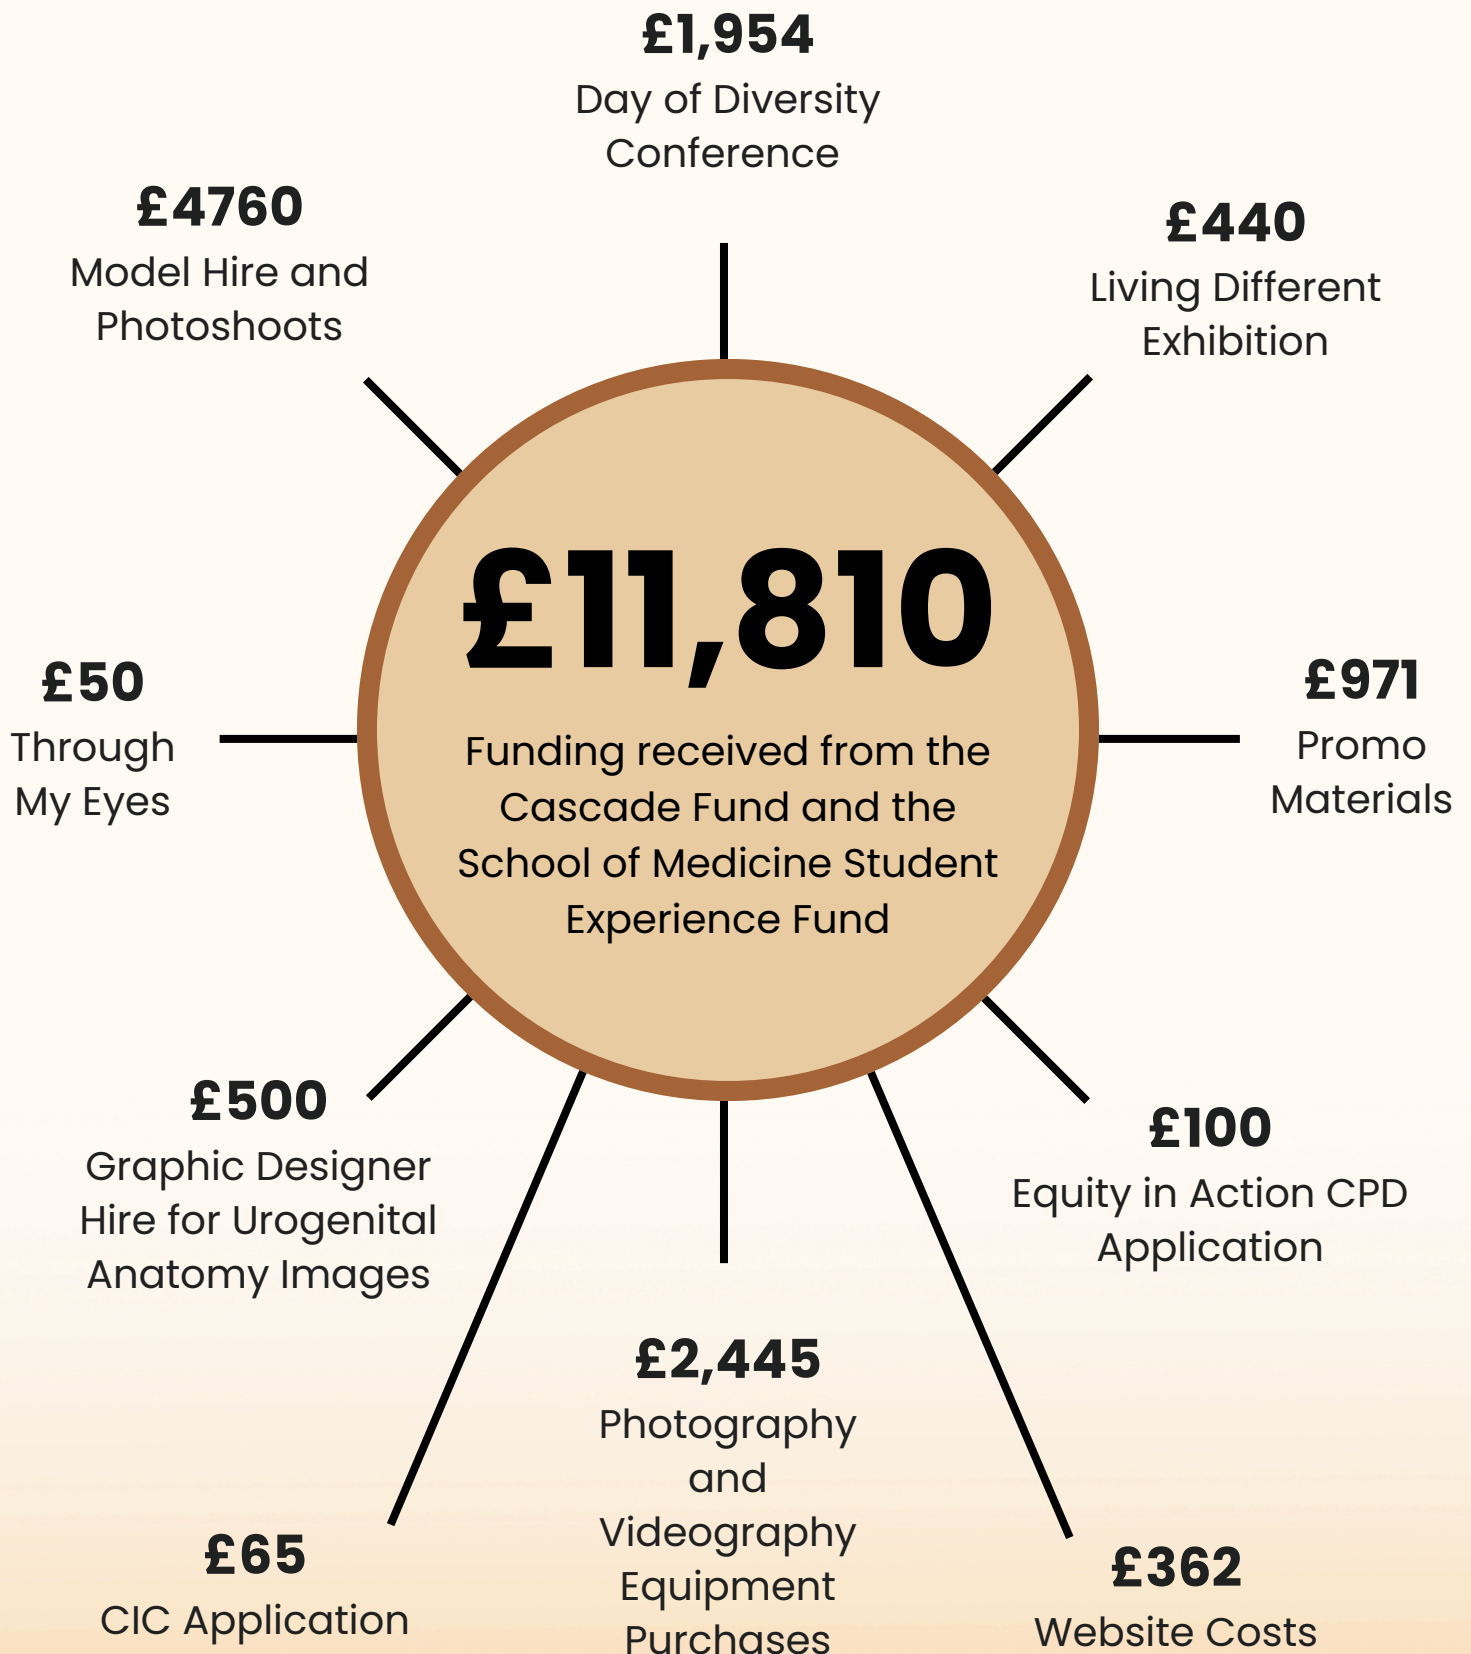 £1,954
Day of Diversity
Conference
£4760
Model Hire and
Photoshoots
£440
Living Different
Exhibition
£11,810
Funding received from the
Cascade Fund and the
School of Medicine Student
Experience Fund
£50
Through
My Eyes
£971
Promo
Materials
£500
Graphic Designer
Hire for Urogenital
Anatomy Images
£100
Equity in Action CPD
Application
£2,445
Photography
and
Videography
Equipment
Purchases
£65
CIC Application
£362
Website Costs